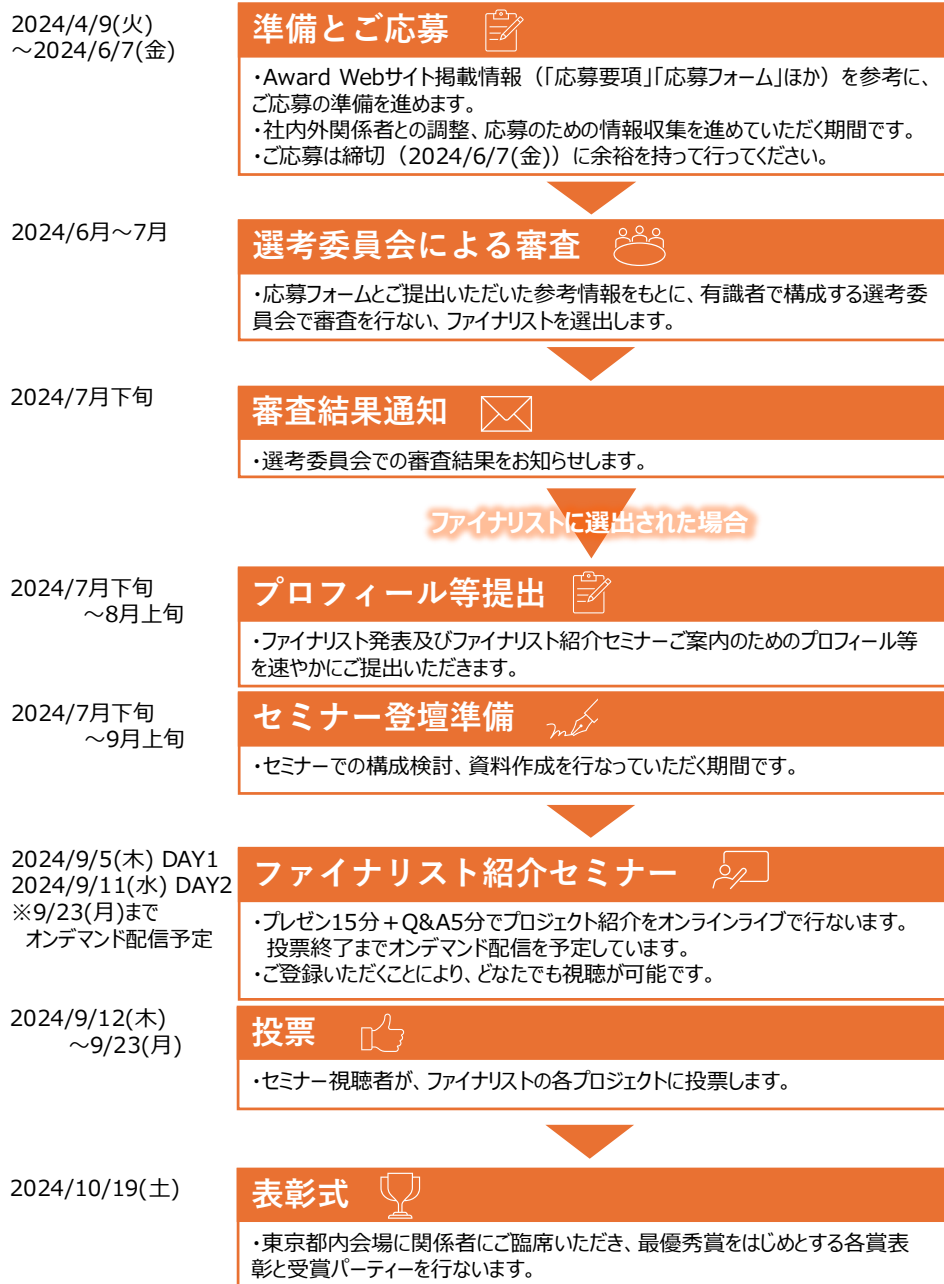 2024/4/9(火)
～2024/6/7(金)
準備とご応募
・Award Webサイト掲載情報（「応募要項」「応募フォーム」ほか）を参考に、
ご応募の準備を進めます。
・社内外関係者との調整、応募のための情報収集を進めていただく期間です。
・ご応募は締切（2024/6/7(金)）に余裕を持って行ってください。
2024/6月～7月
選考委員会による審査
・応募フォームとご提出いただいた参考情報をもとに、有識者で構成する選考委
員会で審査を行ない、ファイナリストを選出します。
2024/7月下旬
審査結果通知
・選考委員会での審査結果をお知らせします。
ファイナリストに選出された場合
2024/7月下旬
～8月上旬
プロフィール等提出
・ファイナリスト発表及びファイナリスト紹介セミナーご案内のためのプロフィール等
を速やかにご提出いただきます。
2024/7月下旬
～9月上旬
セミナー登壇準備
・セミナーでの構成検討、資料作成を行なっていただく期間です。
2024/9/5(木) DAY1
2024/9/11(水) DAY2
※9/23(月)まで
オンデマンド配信予定
ファイナリスト紹介セミナー
・プレゼン15分＋Q&A5分でプロジェクト紹介をオンラインライブで行ないます。
投票終了までオンデマンド配信を予定しています。
・ご登録いただくことにより、どなたでも視聴が可能です。
2024/9/12(木)
～9/23(月)
投票
・セミナー視聴者が、ファイナリストの各プロジェクトに投票します。
2024/10/19(土)
表彰式
・東京都内会場に関係者にご臨席いただき、最優秀賞をはじめとする各賞表
彰と受賞パーティーを行ないます。